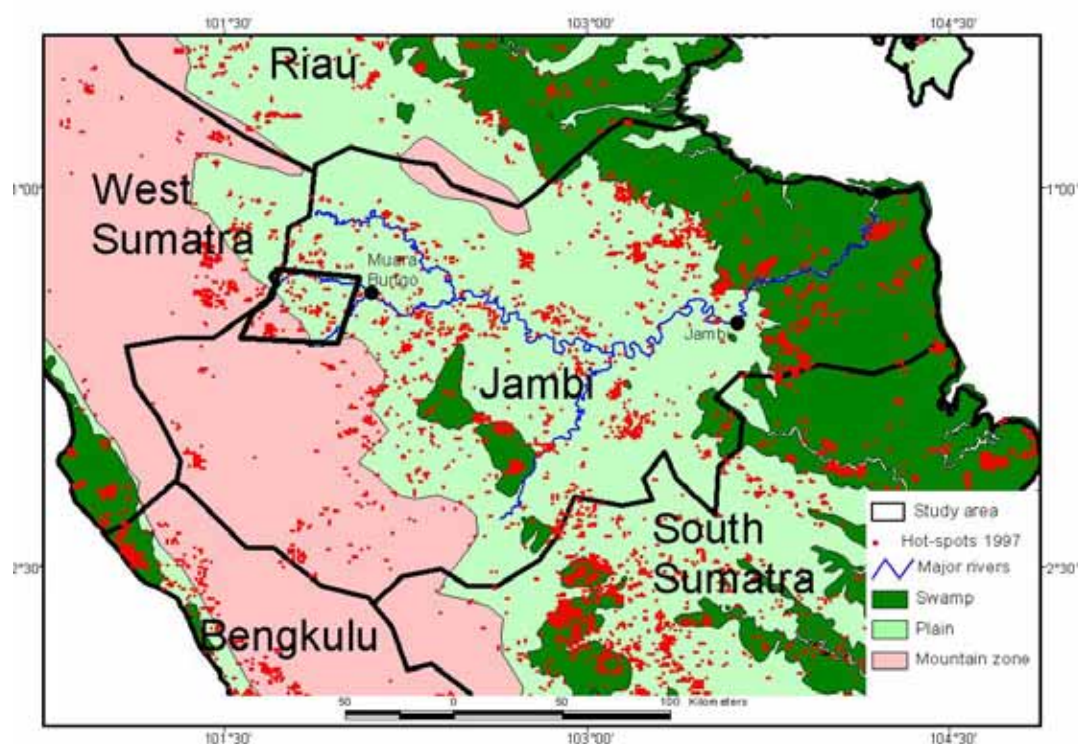 101°30' 103°00' 104°30'
Riau
1°00' 1°00'
West
Sumatra
Muara
Bungo
Jambi
Jambi
South
Sumatra
2°30' 2°30'
Bengkulu
Study area
Hot-spots 1997
Major rivers
Swamp
Plain
Mountain zone
50 0 50 100 Kilometers
101°30' 103°00' 104°30'